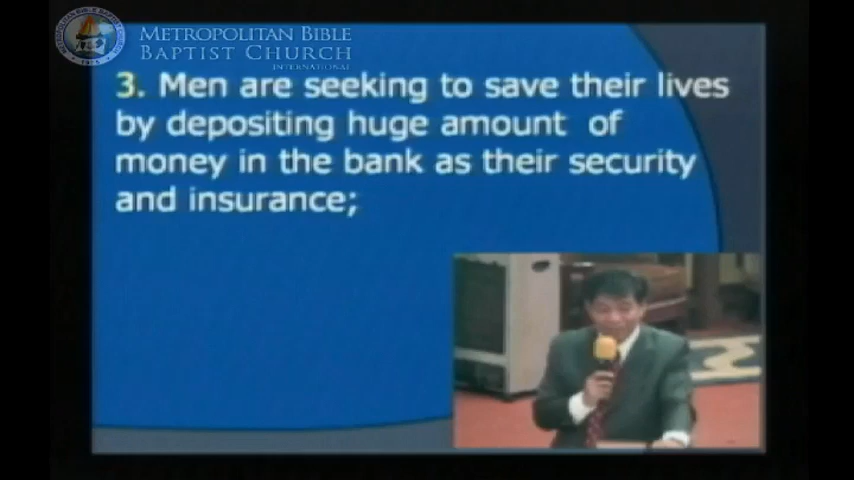 METROPOLITAN BIBLE
BAPTIST CHURCH
INTERNATIONAL
3. Men are seeking to save their lives
by depositing huge amount of
money in the bank as their security
and insurance;